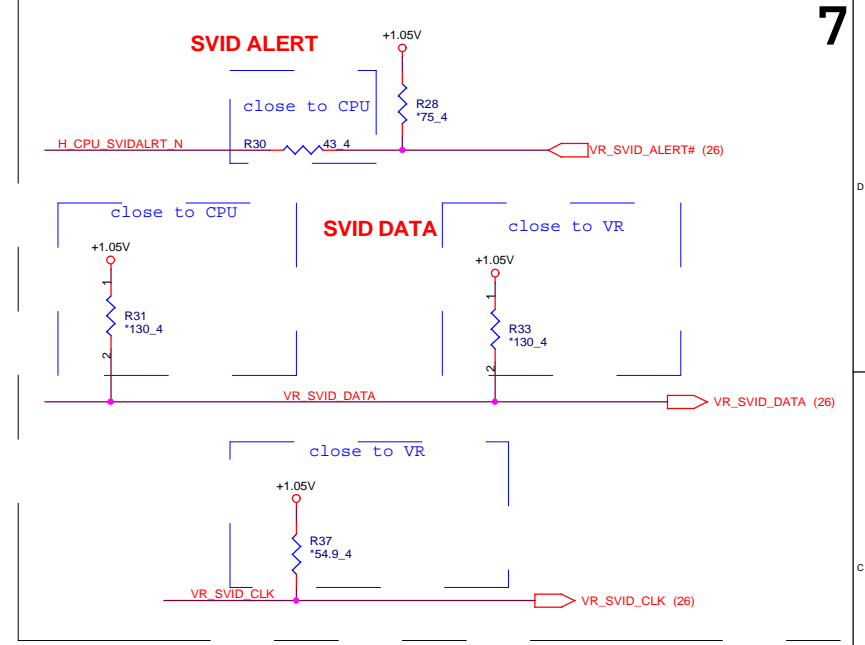 7
SVID ALERT
+1.05V
close to CPU
R28
*75_4
H_CPU_SVIDALRT_N
R30
43_4
VR_SVID_ALERT# (26)
D
close to CPU
SVID DATA
close to VR
+1.05V
+1.05V
1
R31
*130_4
2
1
R33
*130_4
2
VR_SVID_DATA
VR_SVID_DATA (26)
close to VR
+1.05V
R37
*54.9_4
C
VR_SVID_CLK
VR_SVID_CLK (26)